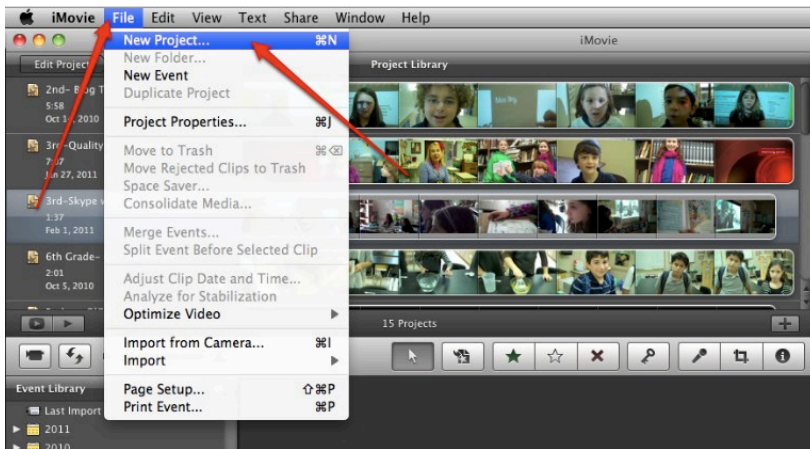 iMovie File Edit View Text Share Window Help
iMovie
Edit Project
Project Library
New Project... ⌘N
New Folder...
New Event
Duplicate Project
Project Properties... ⌘J
Move to Trash ⌘⌫
Move Rejected Clips to Trash
Space Saver...
Consolidate Media...
Merge Events...
Split Event Before Selected Clip
Adjust Clip Date and Time...
Analyze for Stabilization
Optimize Video
Import from Camera... ⌘I
Import
Page Setup... ⇧⌘P
Print Event... ⌘P
2nd- Blog T
5:58
Oct 14, 2010
3rd-Quality
7:07
Jan 27, 2011
3rd-Skype w
1:37
Feb 1, 2011
6th Grade-
2:01
Oct 5, 2010
15 Projects
Event Library
Last Import
2011
2010